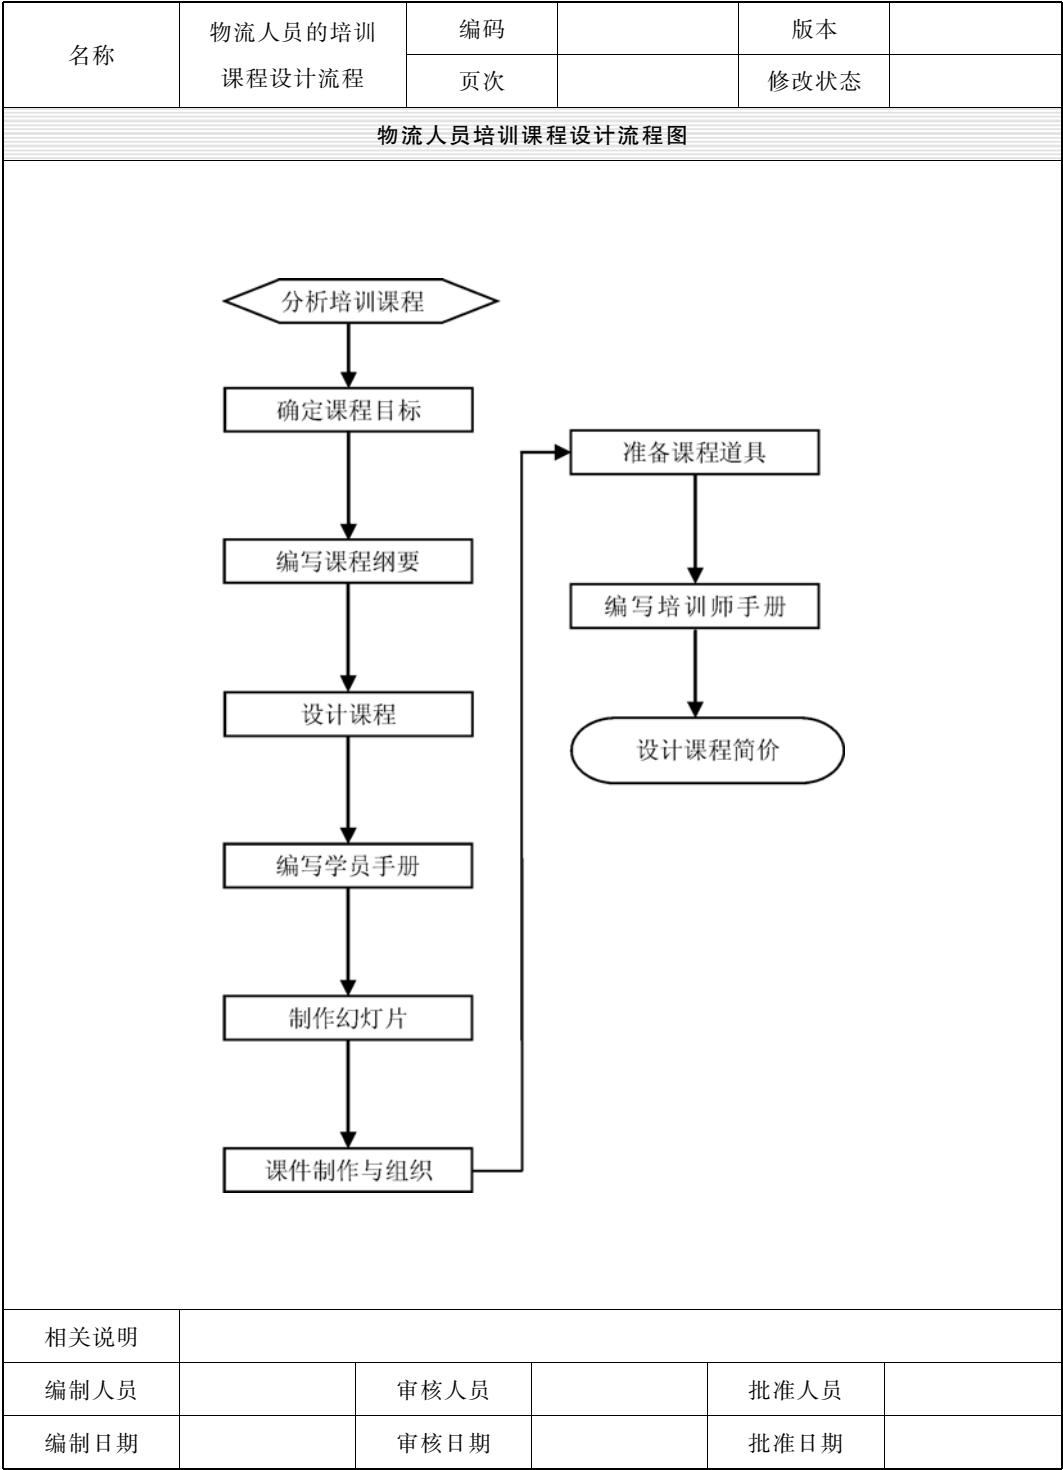 名称
物流人员的培训
课程设计流程
编码
版本
页次
修改状态
物流人员培训课程设计流程图
分析培训课程
确定课程目标
编写课程纲要
设计课程
编写学员手册
制作幻灯片
课件制作与组织
准备课程道具
编写培训师手册
设计课程简价
相关说明
编制人员
审核人员
批准人员
编制日期
审核日期
批准日期